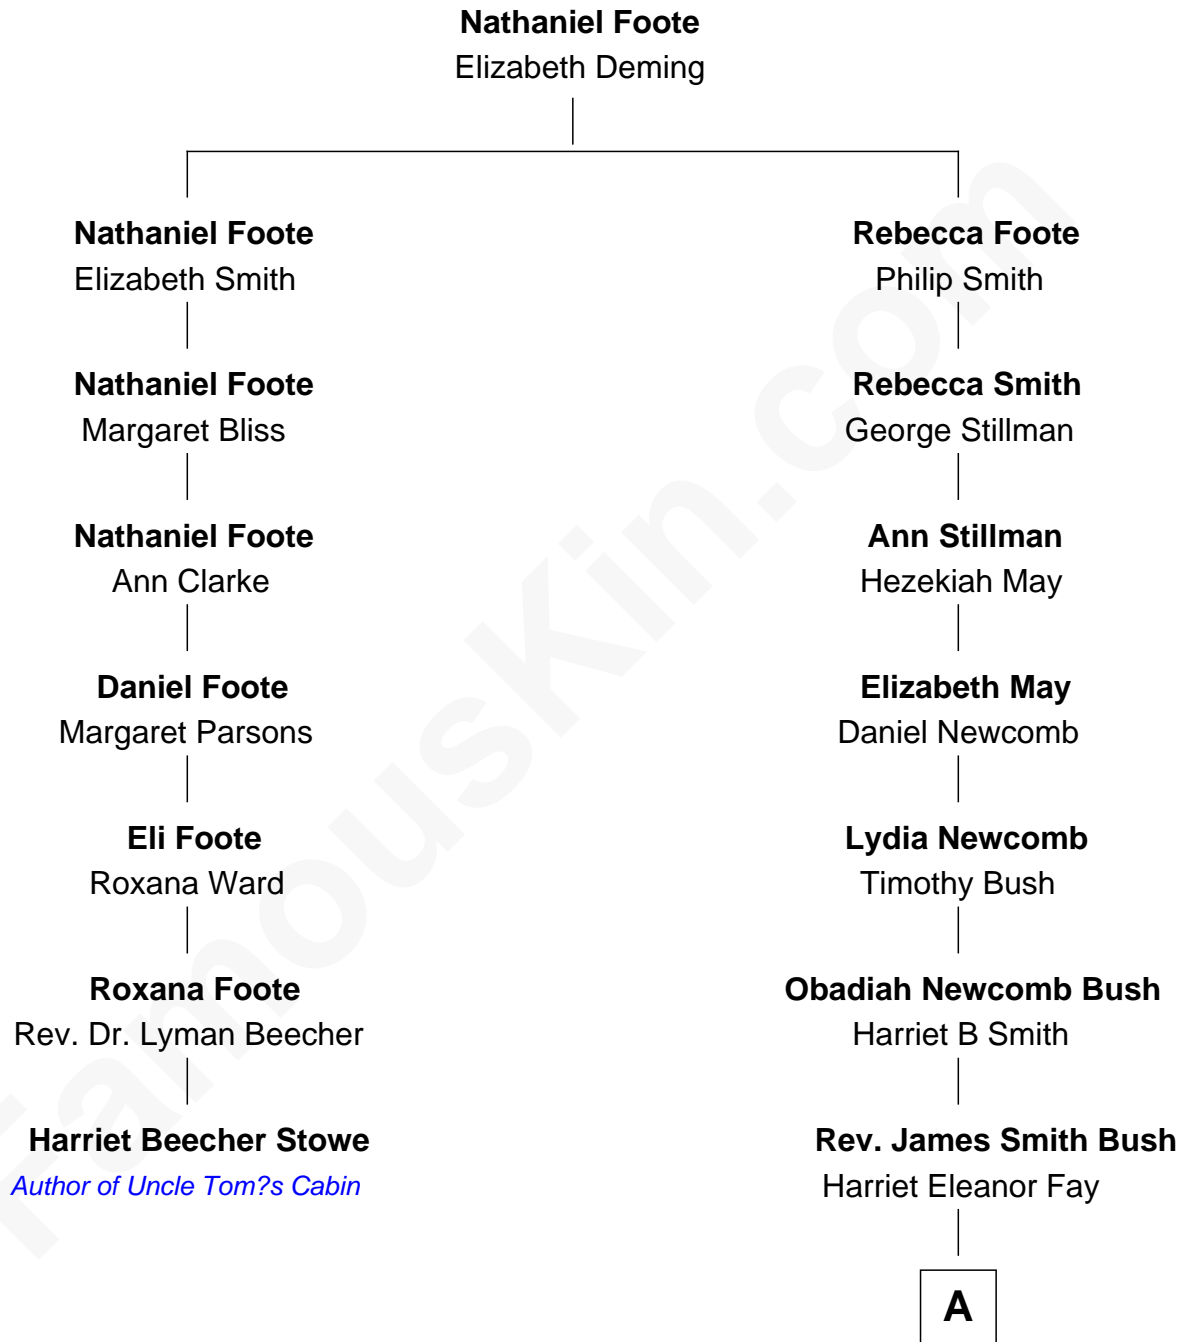 Nathaniel Foote
Elizabeth Deming
Nathaniel Foote
Elizabeth Smith
Rebecca Foote
Philip Smith
Nathaniel Foote
Margaret Bliss
Rebecca Smith
George Stillman
Nathaniel Foote
Ann Clarke
Ann Stillman
Hezekiah May
Daniel Foote
Margaret Parsons
Elizabeth May
Daniel Newcomb
Eli Foote
Roxana Ward
Lydia Newcomb
Timothy Bush
Roxana Foote
Rev. Dr. Lyman Beecher
Obadiah Newcomb Bush
Harriet B Smith
Harriet Beecher Stowe
Author of Uncle Tom?s Cabin
Rev. James Smith Bush
Harriet Eleanor Fay
A
FamousKin.com